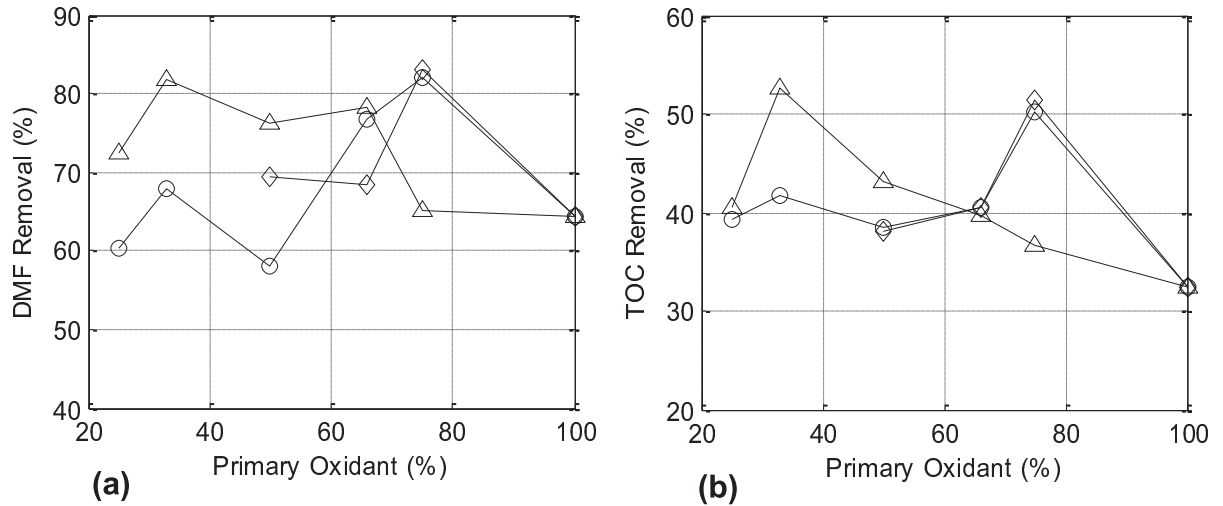 90
80
70
60
50
40
20 40 60 80 100
DMF Removal (%)
Primary Oxidant (%)
(a)
60
50
40
30
20
20 40 60 80 100
TOC Removal (%)
Primary Oxidant (%)
(b)